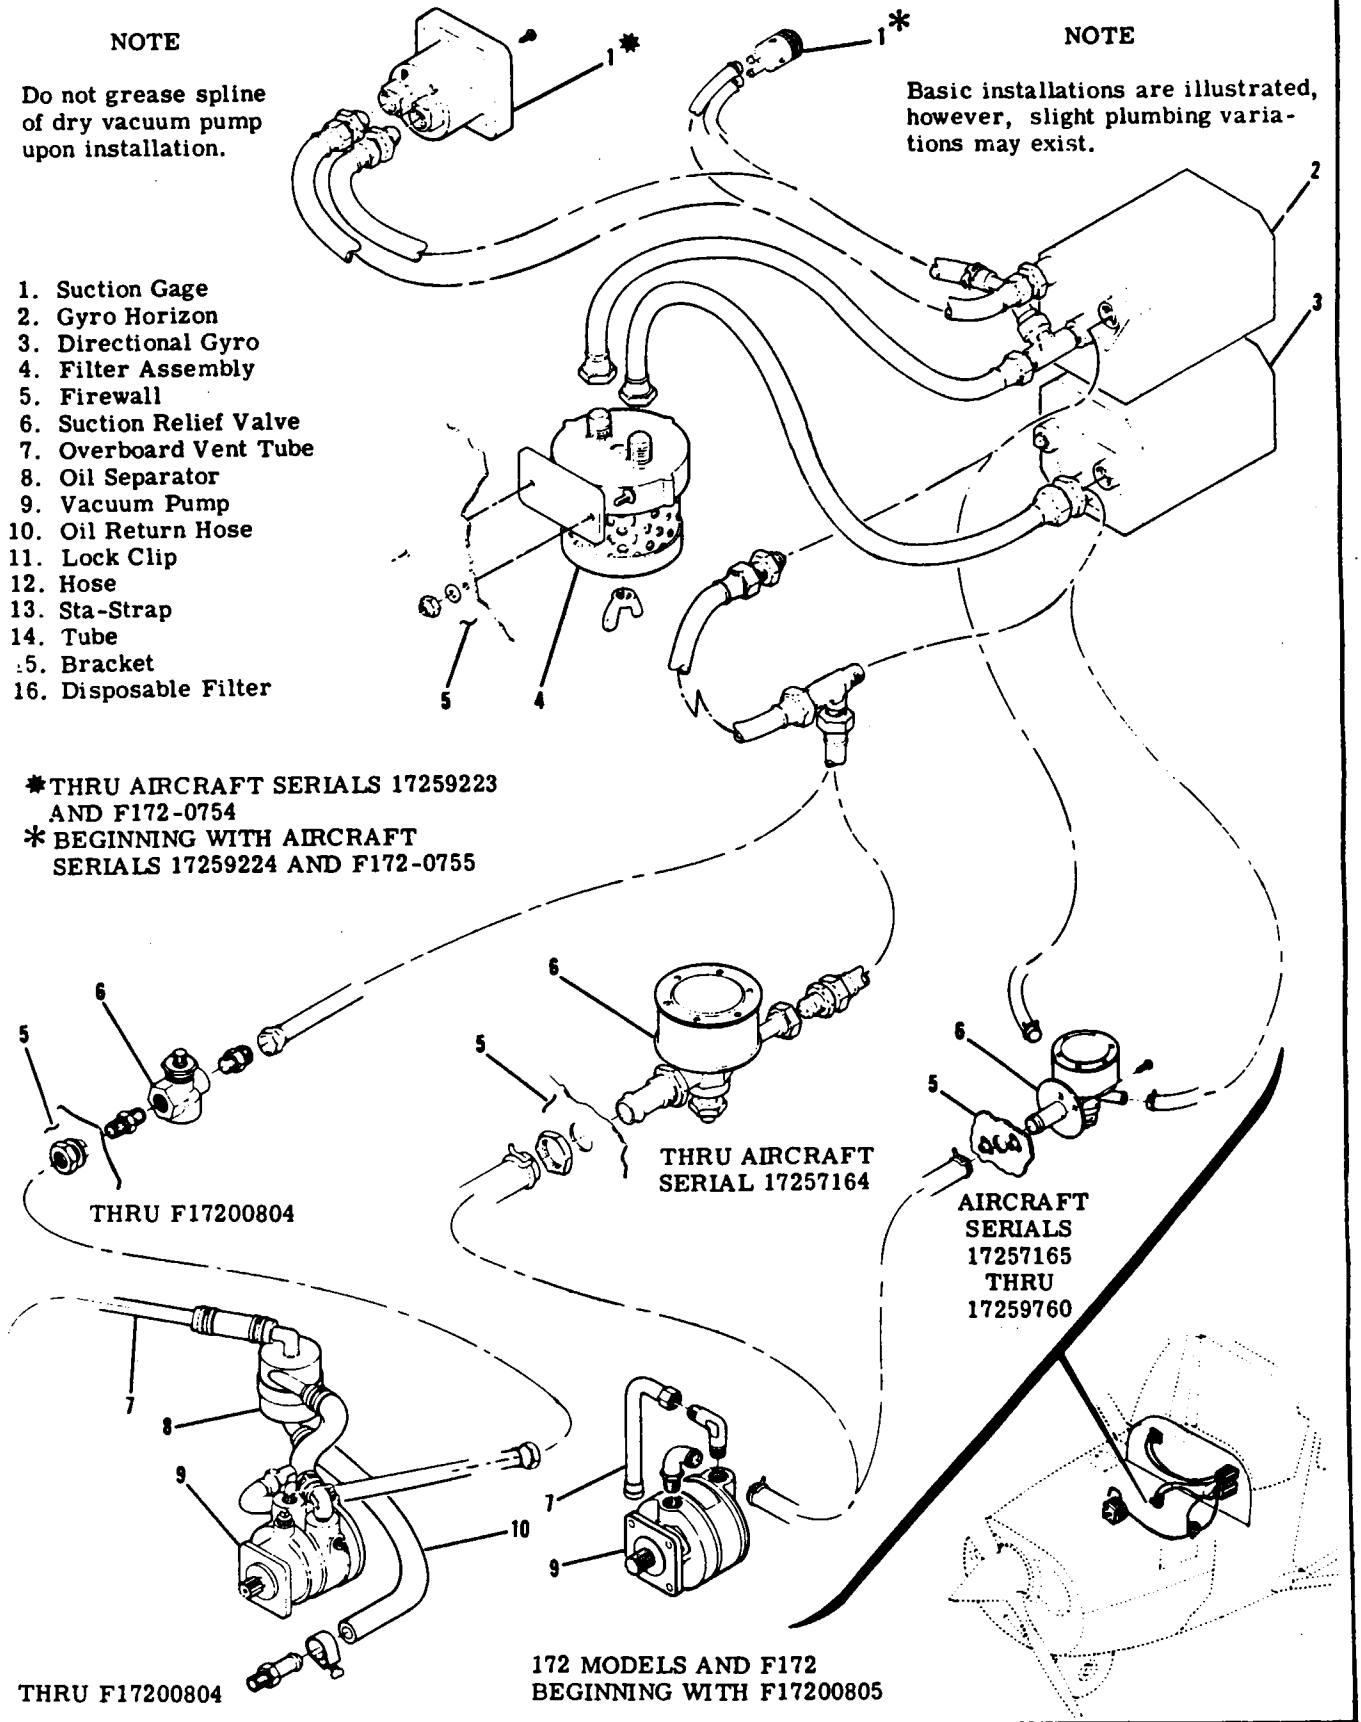 NOTE
Do not grease spline
of dry vacuum pump
upon installation.
1*
1*
NOTE
Basic installations are illustrated,
however, slight plumbing varia-
tions may exist.
2
3
1. Suction Gage
2. Gyro Horizon
3. Directional Gyro
4. Filter Assembly
5. Firewall
6. Suction Relief Valve
7. Overboard Vent Tube
8. Oil Separator
9. Vacuum Pump
10. Oil Return Hose
11. Lock Clip
12. Hose
13. Sta-Strap
14. Tube
5. Bracket
16. Disposable Filter
5
4
* THRU AIRCRAFT SERIALS 17259223
AND F172-0754
* BEGINNING WITH AIRCRAFT
SERIALS 17259224 AND F172-0755
6
5
THRU F17200804
6
5
THRU AIRCRAFT
SERIAL 17257164
6
5
AIRCRAFT
SERIALS
17257165
THRU
17259760
7
8
9
10
THRU F17200804
7
9
172 MODELS AND F172
BEGINNING WITH F17200805